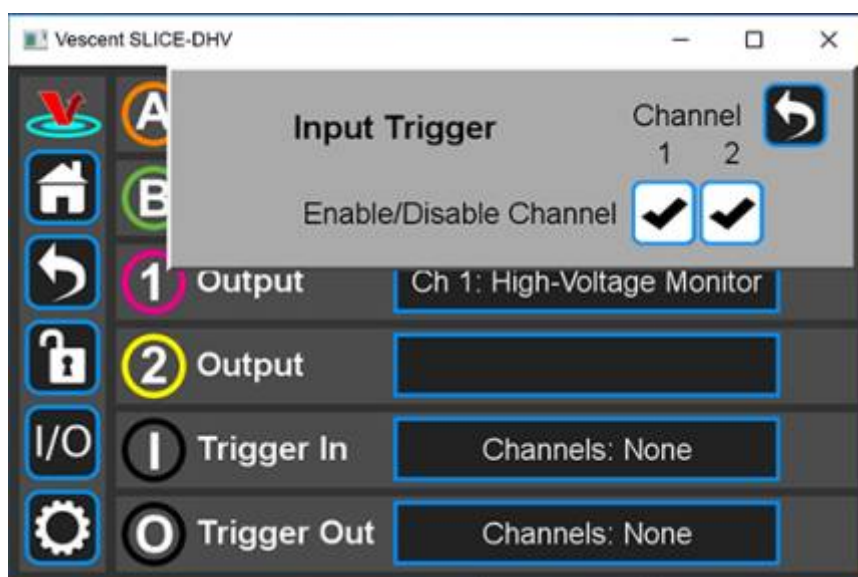 Vescent SLICE-DHV
Input Trigger
Channel
1 2
Enable/Disable Channel
A
B
1 Output Ch 1: High-Voltage Monitor
2 Output
I/O
I Trigger In Channels: None
O Trigger Out Channels: None